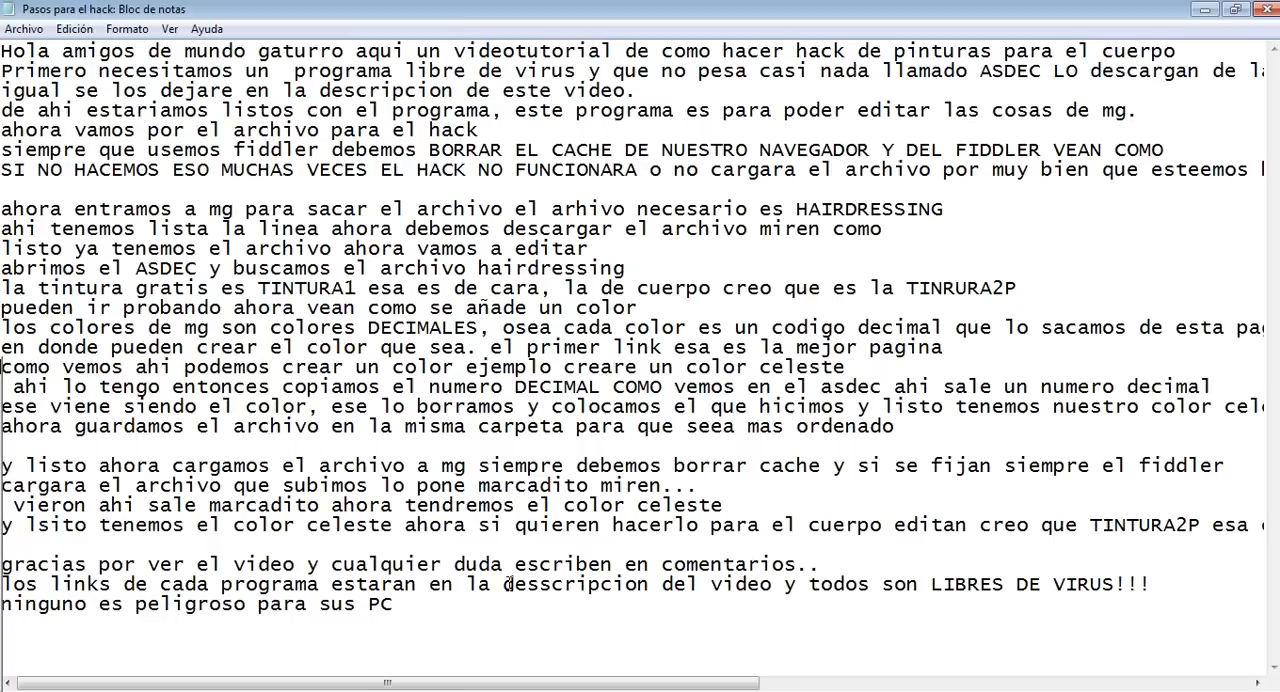 Pasos para el hack: Bloc de notas
Archivo Edición Formato Ver Ayuda
Hola amigos de mundo gaturro aqui un videotutorial de como hacer hack de pinturas para el cuerpo
Primero necesitamos un programa libre de virus y que no pesa casi nada llamado ASDEC LO descargan de
igual se los dejare en la descripcion de este video.
de ahi estariamos listos con el programa, este programa es para poder editar las cosas de mg.
ahora vamos por el archivo para el hack
siempre que usemos fiddler debemos BORRAR EL CACHE DE NUESTRO NAVEGADOR Y DEL FIDDLER VEAN COMO
SI NO HACEMOS ESO MUCHAS VECES EL HACK NO FUNCIONARA o no cargara el archivo por muy bien que esteemos
ahora entramos a mg para sacar el archivo el arhivo necesario es HAIRDRESSING
ahi tenemos lista la linea ahora debemos descargar el archivo miren como
listo ya tenemos el archivo ahora vamos a editar
abrimos el ASDEC y buscamos el archivo hairdressing
la tintura gratis es TINTURA1 esa es de cara, la de cuerpo creo que es la TINRURA2P
pueden ir probando ahora vean como se añade un color
los colores de mg son colores DECIMALES, osea cada color es un codigo decimal que lo sacamos de esta
en donde pueden crear el color que sea. el primer link esa es la mejor pagina
como vemos ahi podemos crear un color ejemplo creare un color celeste
ahi lo tengo entonces copiamos el numero DECIMAL COMO vemos en el asdec ahi sale un numero decimal
ese viene siendo el color, ese lo borramos y colocamos el que hicimos y listo tenemos nuestro color
ahora guardamos el archivo en la misma carpeta para que seea mas ordenado
y listo ahora cargamos el archivo a mg siempre debemos borrar cache y si se fijan siempre el fiddler
cargara el archivo que subimos lo pone marcadito miren...
vieron ahi sale marcadito ahora tendremos el color celeste
y lsito tenemos el color celeste ahora si quieren hacerlo para el cuerpo editan creo que TINTURA2P esa
gracias por ver el video y cualquier duda escriben en comentarios..
los links de cada programa estaran en la desscripcion del video y todos son LIBRES DE VIRUS!!!
ninguno es peligroso para sus PC